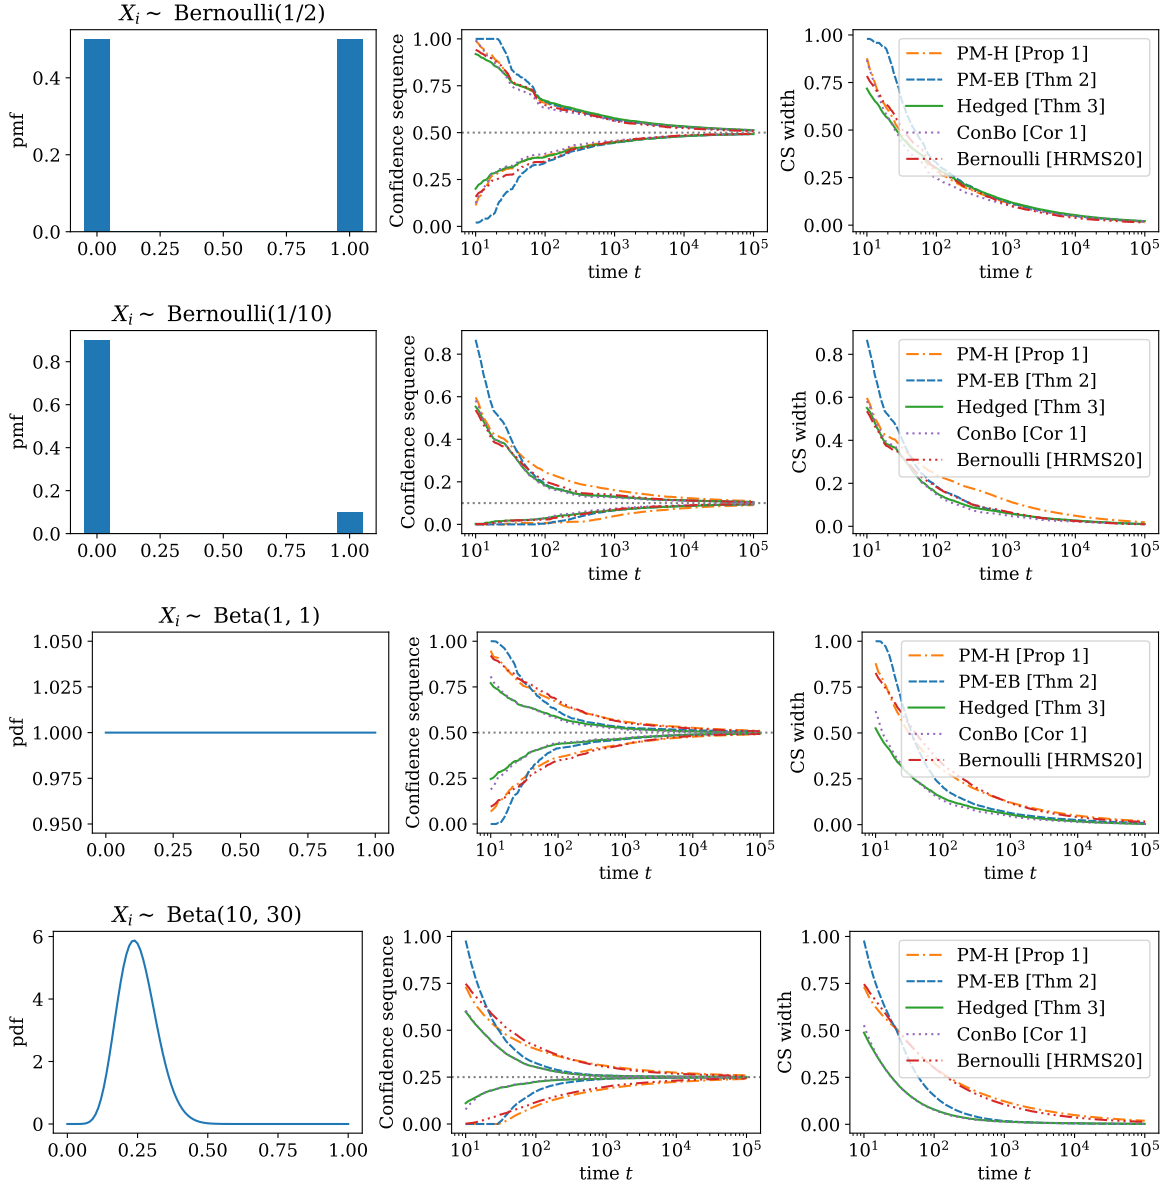 X_i ∼ Bernoulli(1/2)
pmf
0.4
0.2
0.0
0.00 0.25 0.50 0.75 1.00
Confidence sequence
1.00
0.75
0.50
0.25
0.00
10^1 10^2 10^3 10^4 10^5
time t
CS width
1.00
0.75
0.50
0.25
0.00
PM-H [Prop 1]
PM-EB [Thm 2]
Hedged [Thm 3]
ConBo [Cor 1]
Bernoulli [HRMS20]
10^1 10^2 10^3 10^4 10^5
time t
X_i ∼ Bernoulli(1/10)
pmf
0.8
0.6
0.4
0.2
0.0
0.00 0.25 0.50 0.75 1.00
Confidence sequence
0.8
0.6
0.4
0.2
0.0
10^1 10^2 10^3 10^4 10^5
time t
CS width
0.8
0.6
0.4
0.2
0.0
PM-H [Prop 1]
PM-EB [Thm 2]
Hedged [Thm 3]
ConBo [Cor 1]
Bernoulli [HRMS20]
10^1 10^2 10^3 10^4 10^5
time t
X_i ∼ Beta(1, 1)
pdf
1.050
1.025
1.000
0.975
0.950
0.00 0.25 0.50 0.75 1.00
Confidence sequence
1.00
0.75
0.50
0.25
0.00
10^1 10^2 10^3 10^4 10^5
time t
CS width
1.00
0.75
0.50
0.25
0.00
PM-H [Prop 1]
PM-EB [Thm 2]
Hedged [Thm 3]
ConBo [Cor 1]
Bernoulli [HRMS20]
10^1 10^2 10^3 10^4 10^5
time t
X_i ∼ Beta(10, 30)
pdf
6
4
2
0
0.00 0.25 0.50 0.75 1.00
Confidence sequence
1.00
0.75
0.50
0.25
0.00
10^1 10^2 10^3 10^4 10^5
time t
CS width
1.00
0.75
0.50
0.25
0.00
PM-H [Prop 1]
PM-EB [Thm 2]
Hedged [Thm 3]
ConBo [Cor 1]
Bernoulli [HRMS20]
10^1 10^2 10^3 10^4 10^5
time t